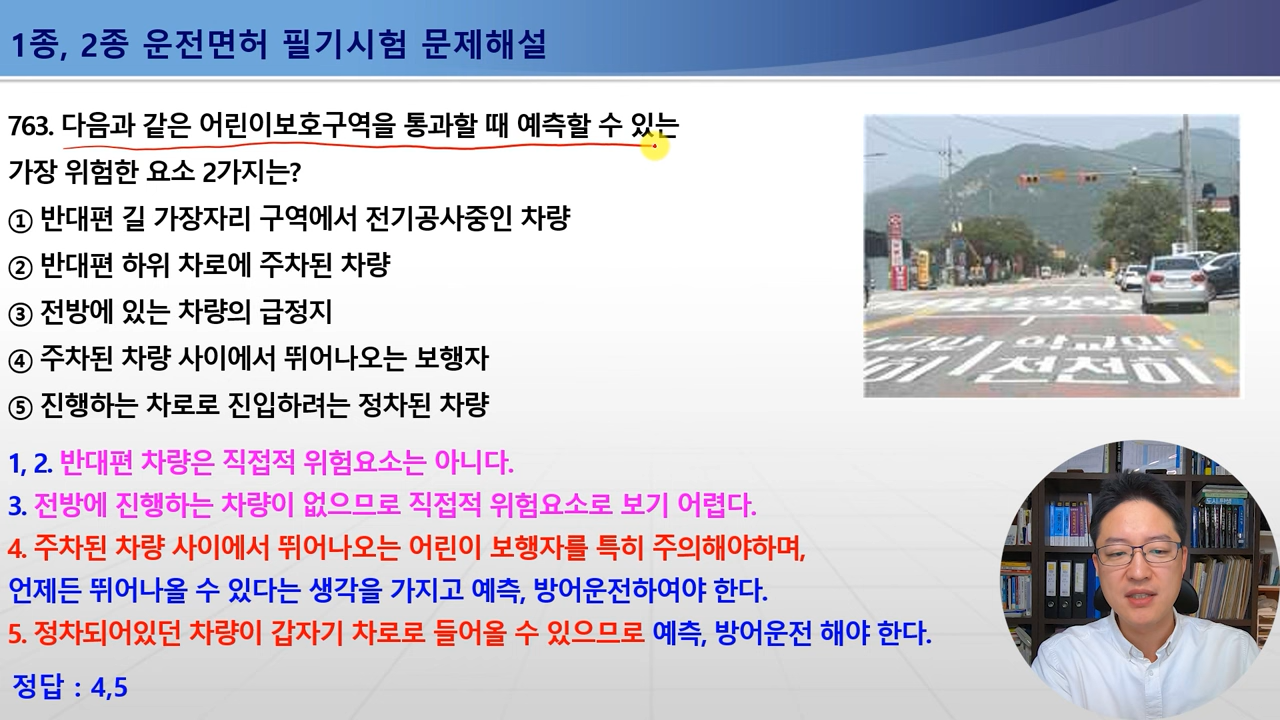 1종, 2종 운전면허 필기시험 문제해설
763. 다음과 같은 어린이보호구역을 통과할 때 예측할 수 있는
가장 위험한 요소 2가지는?
① 반대편 길 가장자리 구역에서 전기공사중인 차량
② 반대편 하위 차로에 주차된 차량
③ 전방에 있는 차량의 급정지
④ 주차된 차량 사이에서 뛰어나오는 보행자
⑤ 진행하는 차로로 진입하려는 정차된 차량
천천히
1, 2. 반대편 차량은 직접적 위험요소는 아니다.
3. 전방에 진행하는 차량이 없으므로 직접적 위험요소로 보기 어렵다.
4. 주차된 차량 사이에서 뛰어나오는 어린이 보행자를 특히 주의해야하며,
언제든 뛰어나올 수 있다는 생각을 가지고 예측, 방어운전하여야 한다.
5. 정차되어있던 차량이 갑자기 차로로 들어올 수 있으므로 예측, 방어운전 해야 한다.
정답 : 4,5